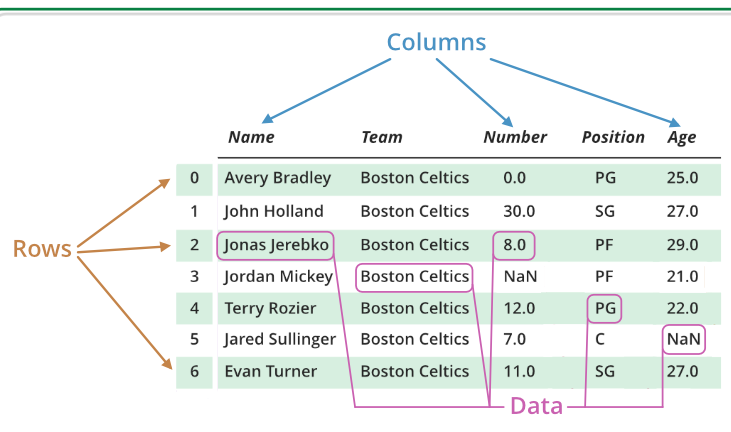 Columns
Name Team Number Position Age
0 Avery Bradley Boston Celtics 0.0 PG 25.0
1 John Holland Boston Celtics 30.0 SG 27.0
Rows
2 Jonas Jerebko Boston Celtics 8.0 PF 29.0
3 Jordan Mickey Boston Celtics NaN PF 21.0
4 Terry Rozier Boston Celtics 12.0 PG 22.0
5 Jared Sullinger Boston Celtics 7.0 C NaN
6 Evan Turner Boston Celtics 11.0 SG 27.0
Data